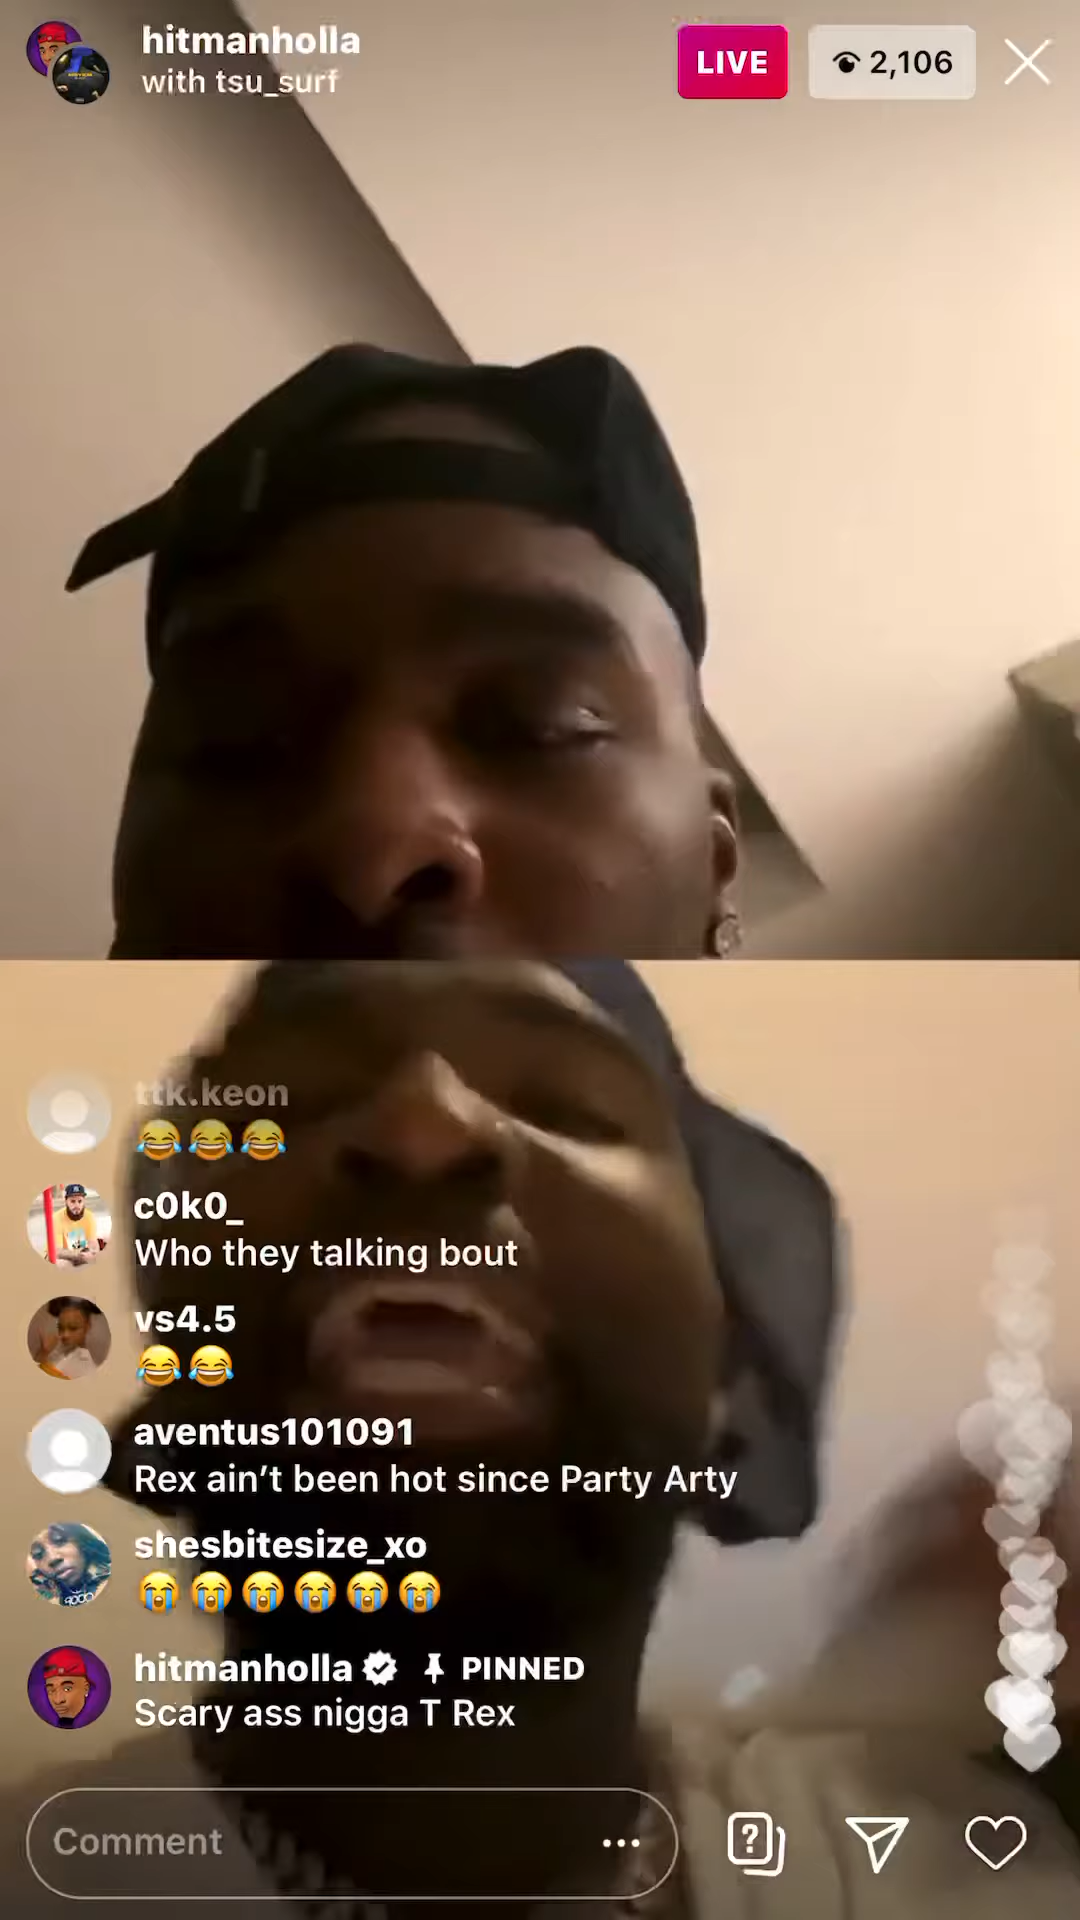 hitmanholla
with tsu_surf
LIVE
2,106
ttk.keon
😂😂😂
c0k0_
Who they talking bout
vs4.5
😂😂
aventus101091
Rex ain't been hot since Party Arty
shesbitesize_xo
😭😭😭😭😭😭
hitmanholla PINNED
Scary ass nigga T Rex
Comment